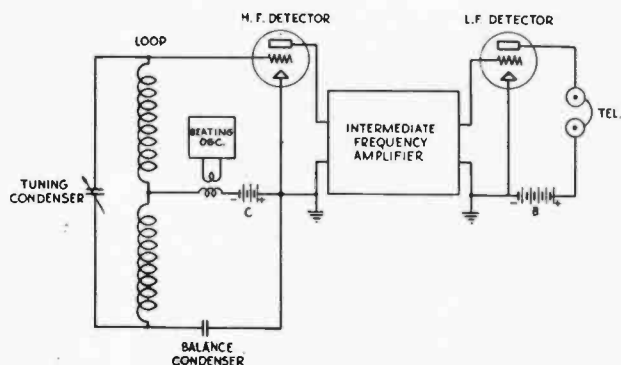 H.F. DETECTOR
L.F. DETECTOR
LOOP
BEATING
OSC.
TEL.
INTERMEDIATE
FREQUENCY
AMPLIFIER
TUNING
CONDENSER
- C +
- B +
BALANCE
CONDENSER